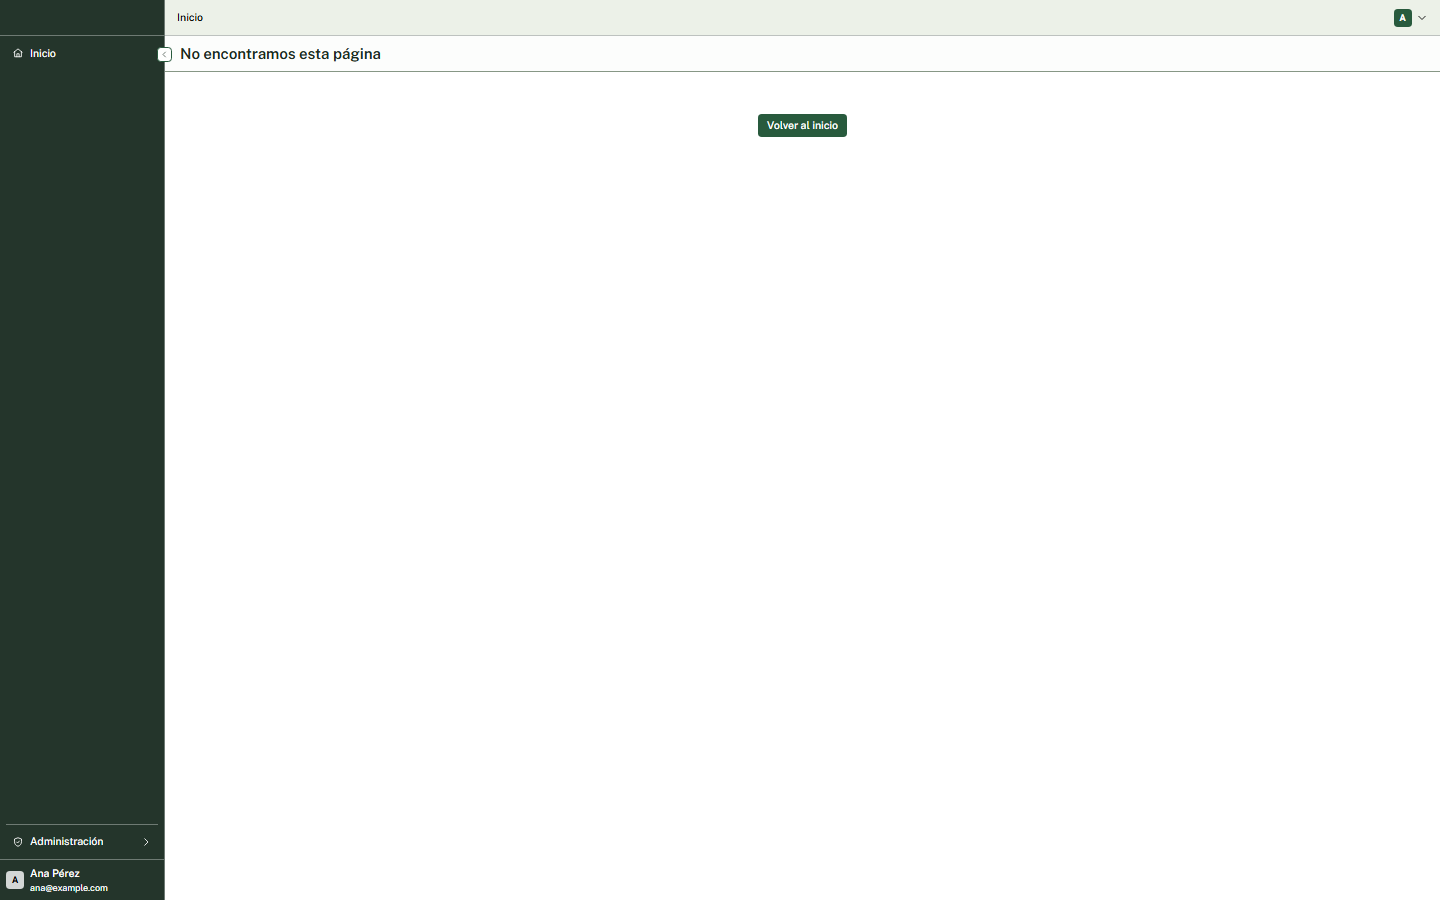 Inicio
A
Inicio
No encontramos esta página
Volver al inicio
Administración
A
Ana Pérez
ana@example.com